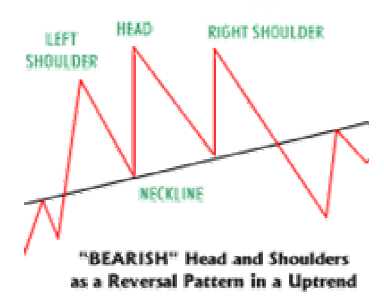 LEFT
SHOULDER
HEAD
RIGHT SHOULDER
NECKLINE
"BEARISH" Head and Shoulders
as a Reversal Pattern in a Uptrend